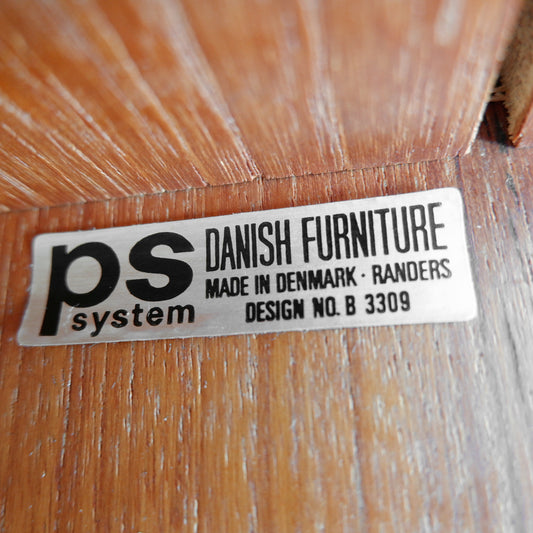 ps system
DANISH FURNITURE
MADE IN DENMARK · RANDERS
DESIGN NO. B 3309